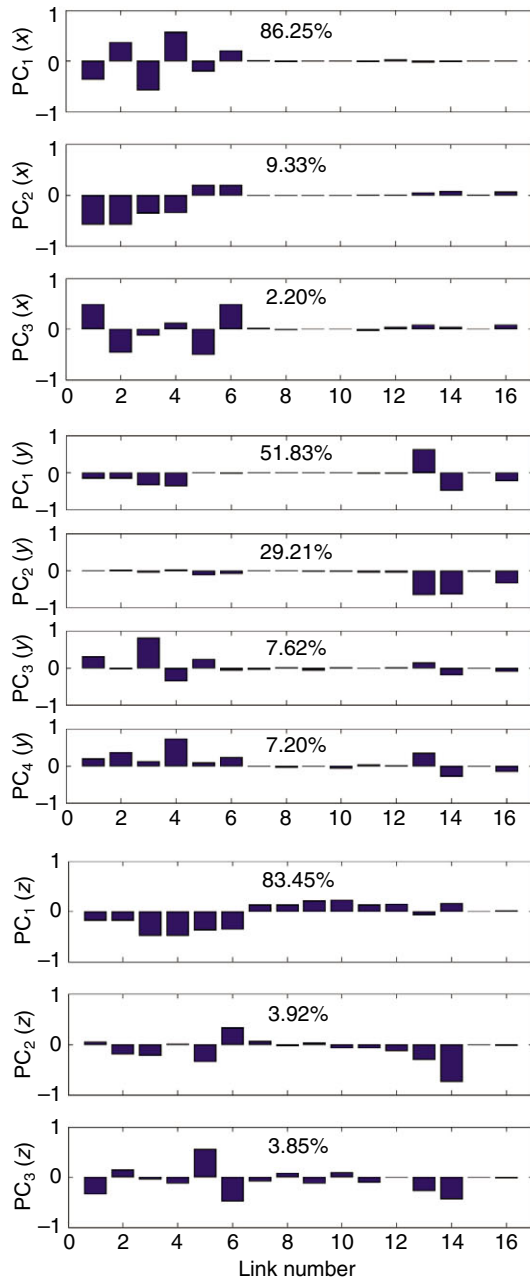 1
86.25%
PC₁ (x)
0
–1
1
9.33%
PC₂ (x)
0
–1
1
2.20%
PC₃ (x)
0
–1
0 2 4 6 8 10 12 14 16
1
51.83%
PC₁ (y)
0
–1
1
29.21%
PC₂ (y)
0
–1
1
7.62%
PC₃ (y)
0
–1
1
7.20%
PC₄ (y)
0
–1
0 2 4 6 8 10 12 14 16
1
83.45%
PC₁ (z)
0
–1
1
3.92%
PC₂ (z)
0
–1
1
3.85%
PC₃ (z)
0
–1
0 2 4 6 8 10 12 14 16
Link number